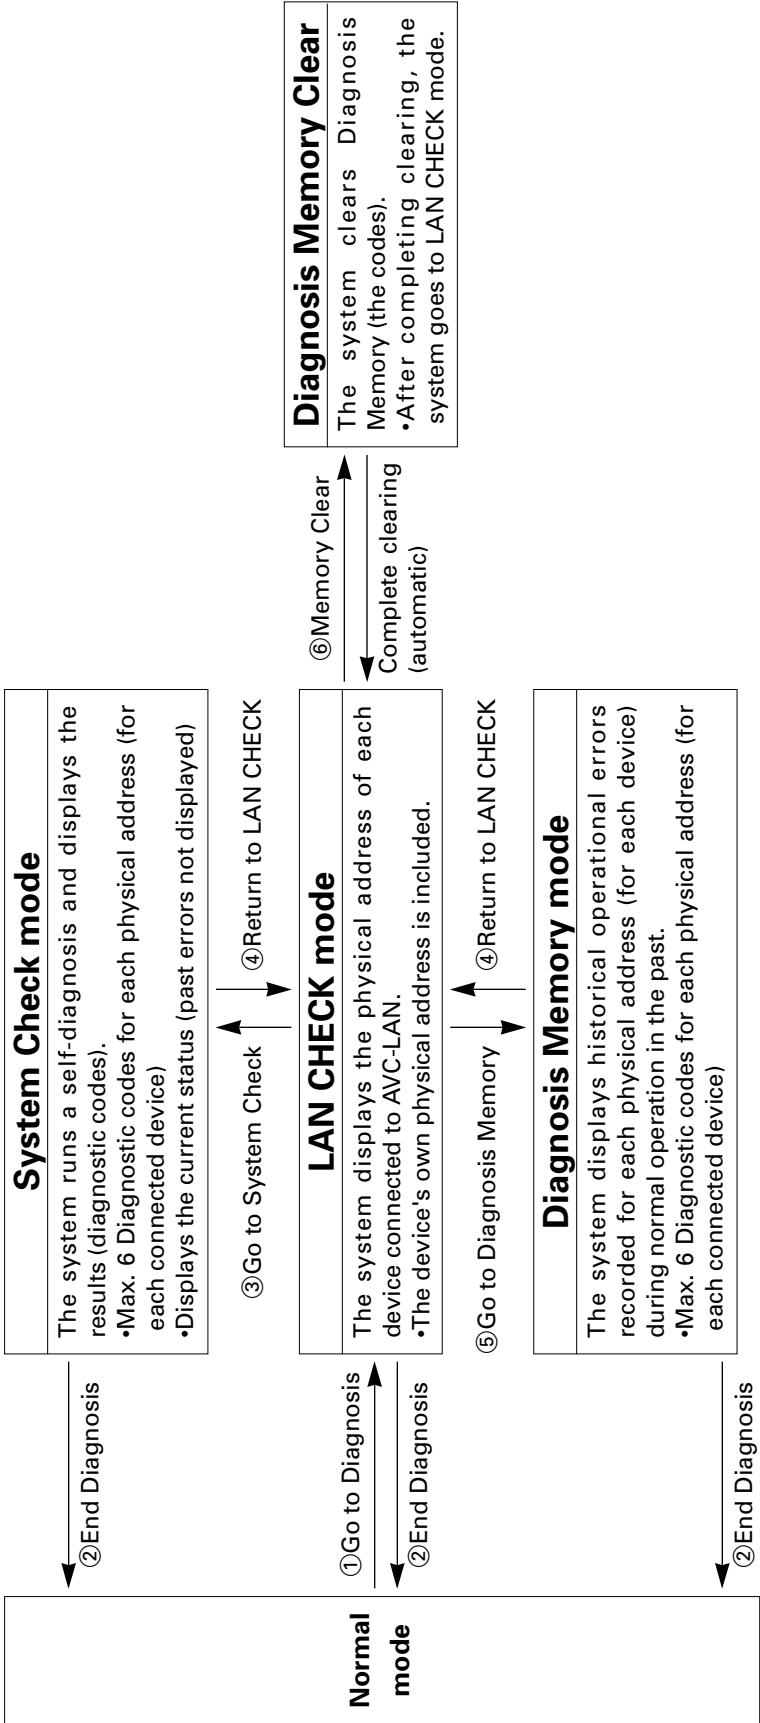 Normal
mode
②End Diagnosis
①Go to Diagnosis
②End Diagnosis
②End Diagnosis
System Check mode
The system runs a self-diagnosis and displays the
results (diagnostic codes).
•Max. 6 Diagnostic codes for each physical address (for
each connected device)
•Displays the current status (past errors not displayed)
③Go to System Check
④Return to LAN CHECK
LAN CHECK mode
The system displays the physical address of each
device connected to AVC-LAN.
•The device's own physical address is included.
⑤Go to Diagnosis Memory
④Return to LAN CHECK
Diagnosis Memory mode
The system displays historical operational errors
recorded for each physical address (for each device)
during normal operation in the past.
•Max. 6 Diagnostic codes for each physical address (for
each connected device)
⑥Memory Clear
Complete clearing
(automatic)
Diagnosis Memory Clear
The system clears Diagnosis
Memory (the codes).
•After completing clearing, the
system goes to LAN CHECK mode.